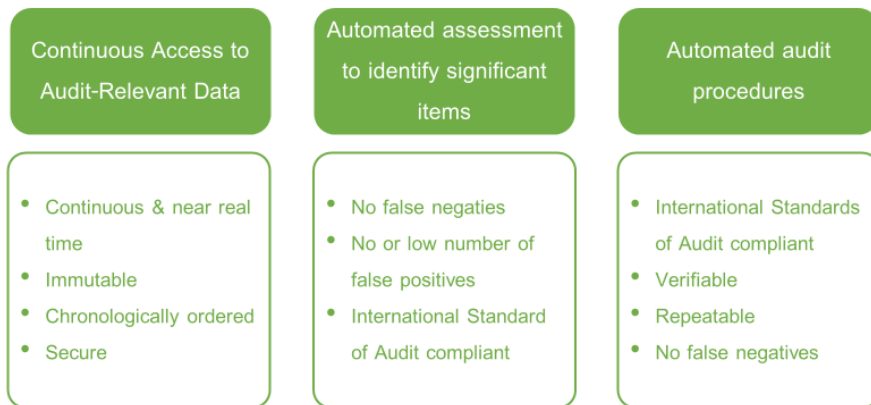 Continuous Access to
Audit-Relevant Data
Automated assessment
to identify significant
items
Automated audit
procedures
• Continuous & near real
time
• Immutable
• Chronologically ordered
• Secure
• No false negaties
• No or low number of
false positives
• International Standard
of Audit compliant
• International Standards
of Audit compliant
• Verifiable
• Repeatable
• No false negatives